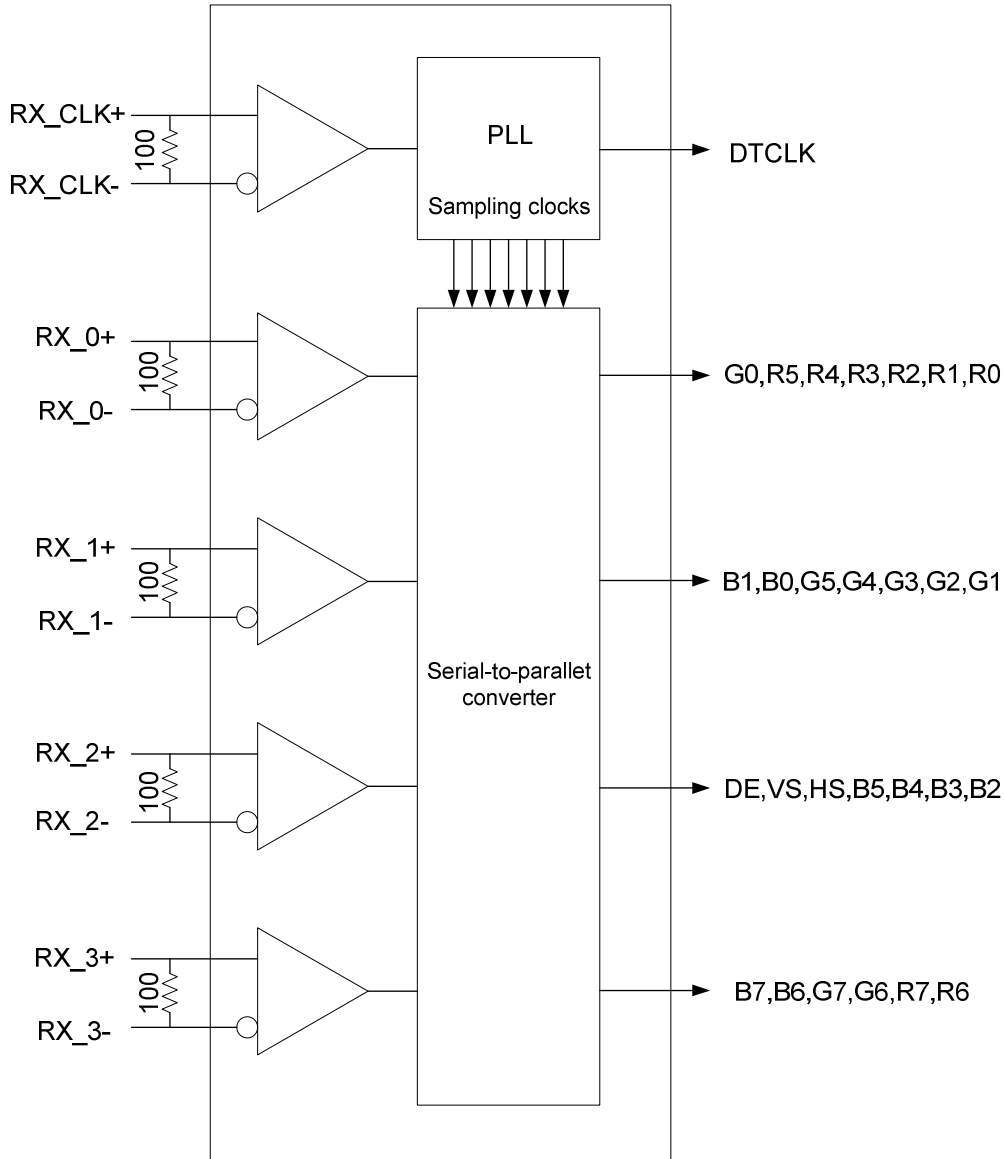 RX_CLK+
100
RX_CLK-
PLL
Sampling clocks
DTCLK
RX_0+
100
RX_0-
G0,R5,R4,R3,R2,R1,R0
RX_1+
100
RX_1-
B1,B0,G5,G4,G3,G2,G1
Serial-to-parallet
converter
RX_2+
100
RX_2-
DE,VS,HS,B5,B4,B3,B2
RX_3+
100
RX_3-
B7,B6,G7,G6,R7,R6